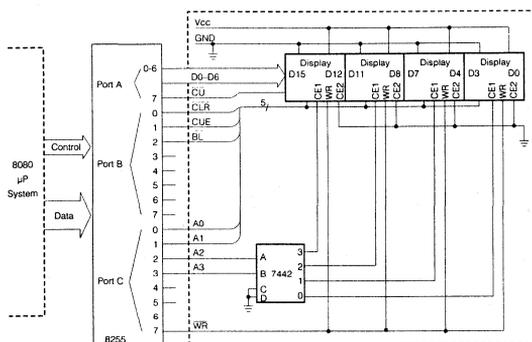 Vcc
GND
Display Display Display Display
D15 D12 D11 D8 D7 D4 D3 D0
CE1 WR CE2 CE1 WR CE2 CE1 WR CE2 CE1 WR CE2
Port A
0-6
D0–D6
7
CU
5
Port B
0
CLR
1
CUE
2
BL
3
4
5
6
7
8080
μP
System
Control
Data
Port C
0
A0
1
A1
2
A2
3
A3
4
5
6
7
WR
8255
A
B
C
D
7442
3
2
1
0